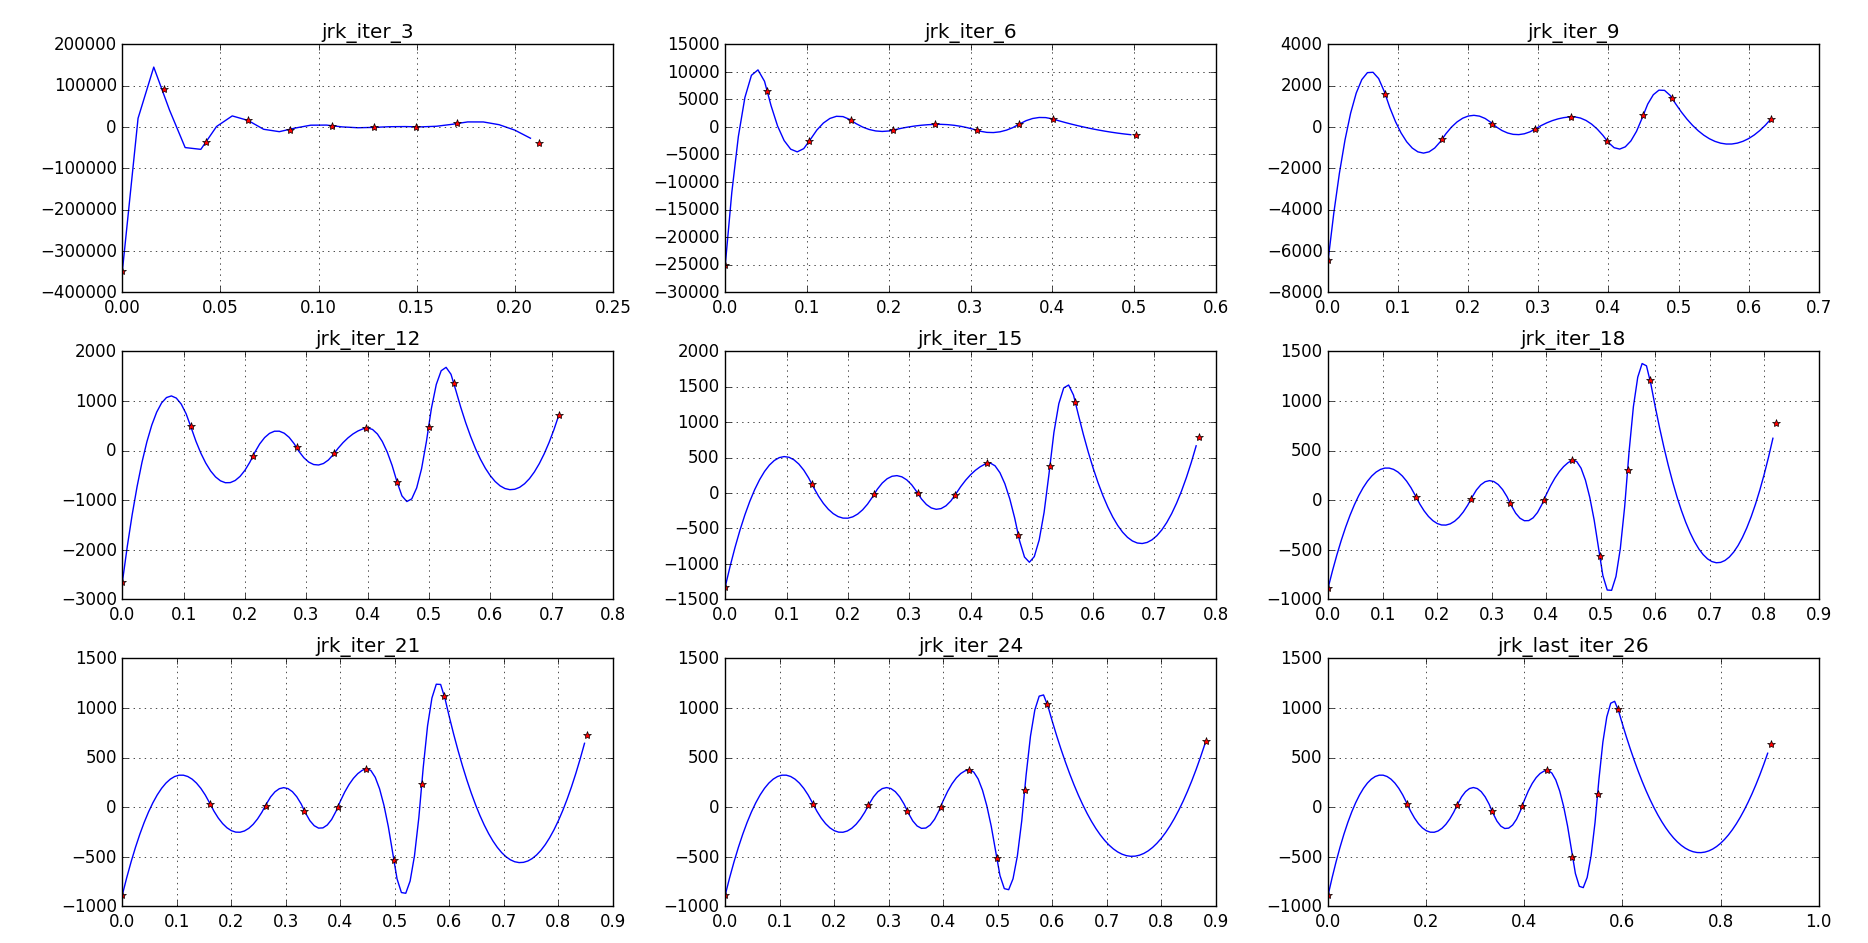 jrk_iter_3 jrk_iter_6 jrk_iter_9
200000 15000 4000
100000 10000 2000
0 5000 0
−100000 0 −2000
−200000 −5000 −4000
−300000 −10000 −6000
−400000 −15000 −8000
−20000
−25000
−30000
0.00 0.05 0.10 0.15 0.20 0.25 0.0 0.1 0.2 0.3 0.4 0.5 0.6 0.0 0.1 0.2 0.3 0.4 0.5 0.6 0.7
jrk_iter_12 jrk_iter_15 jrk_iter_18
2000 2000 1500
1000 1500 1000
0 1000 500
−1000 500 0
−2000 0 −500
−3000 −500 −1000
−1000
−1500
0.0 0.1 0.2 0.3 0.4 0.5 0.6 0.7 0.8 0.0 0.1 0.2 0.3 0.4 0.5 0.6 0.7 0.8 0.0 0.1 0.2 0.3 0.4 0.5 0.6 0.7 0.8 0.9
jrk_iter_21 jrk_iter_24 jrk_last_iter_26
1500 1500 1500
1000 1000 1000
500 500 500
0 0 0
−500 −500 −500
−1000 −1000 −1000
0.0 0.1 0.2 0.3 0.4 0.5 0.6 0.7 0.8 0.9 0.0 0.1 0.2 0.3 0.4 0.5 0.6 0.7 0.8 0.9 0.0 0.2 0.4 0.6 0.8 1.0